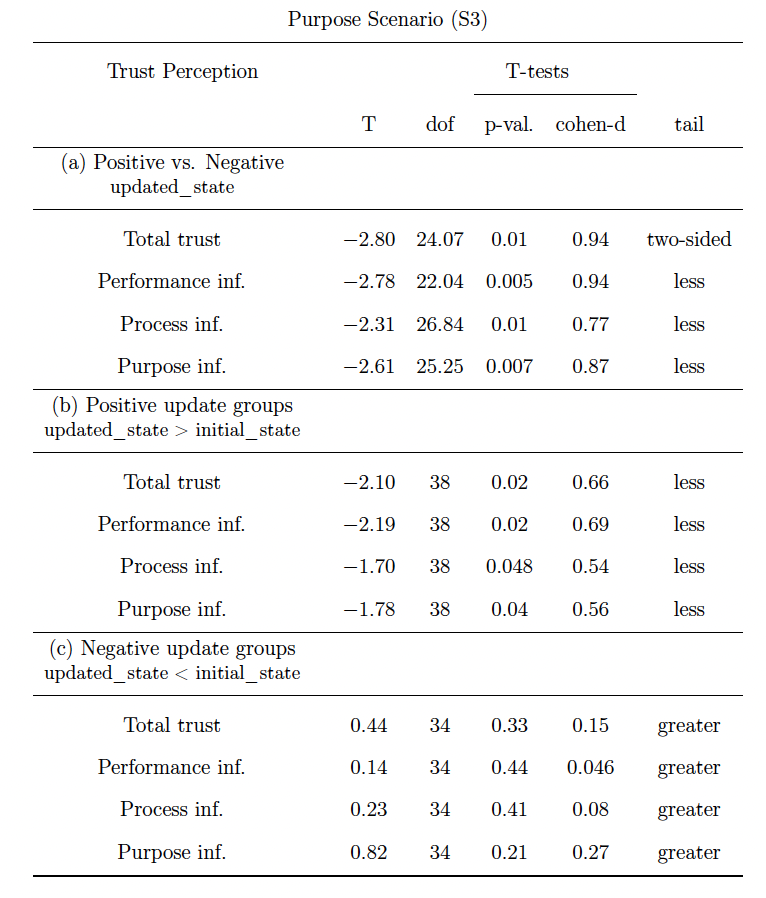 Purpose Scenario (S3)
Trust Perception T-tests
T dof p-val. cohen-d tail
(a) Positive vs. Negative
updated_state
Total trust −2.80 24.07 0.01 0.94 two-sided
Performance inf. −2.78 22.04 0.005 0.94 less
Process inf. −2.31 26.84 0.01 0.77 less
Purpose inf. −2.61 25.25 0.007 0.87 less
(b) Positive update groups
updated_state > initial_state
Total trust −2.10 38 0.02 0.66 less
Performance inf. −2.19 38 0.02 0.69 less
Process inf. −1.70 38 0.048 0.54 less
Purpose inf. −1.78 38 0.04 0.56 less
(c) Negative update groups
updated_state < initial_state
Total trust 0.44 34 0.33 0.15 greater
Performance inf. 0.14 34 0.44 0.046 greater
Process inf. 0.23 34 0.41 0.08 greater
Purpose inf. 0.82 34 0.21 0.27 greater